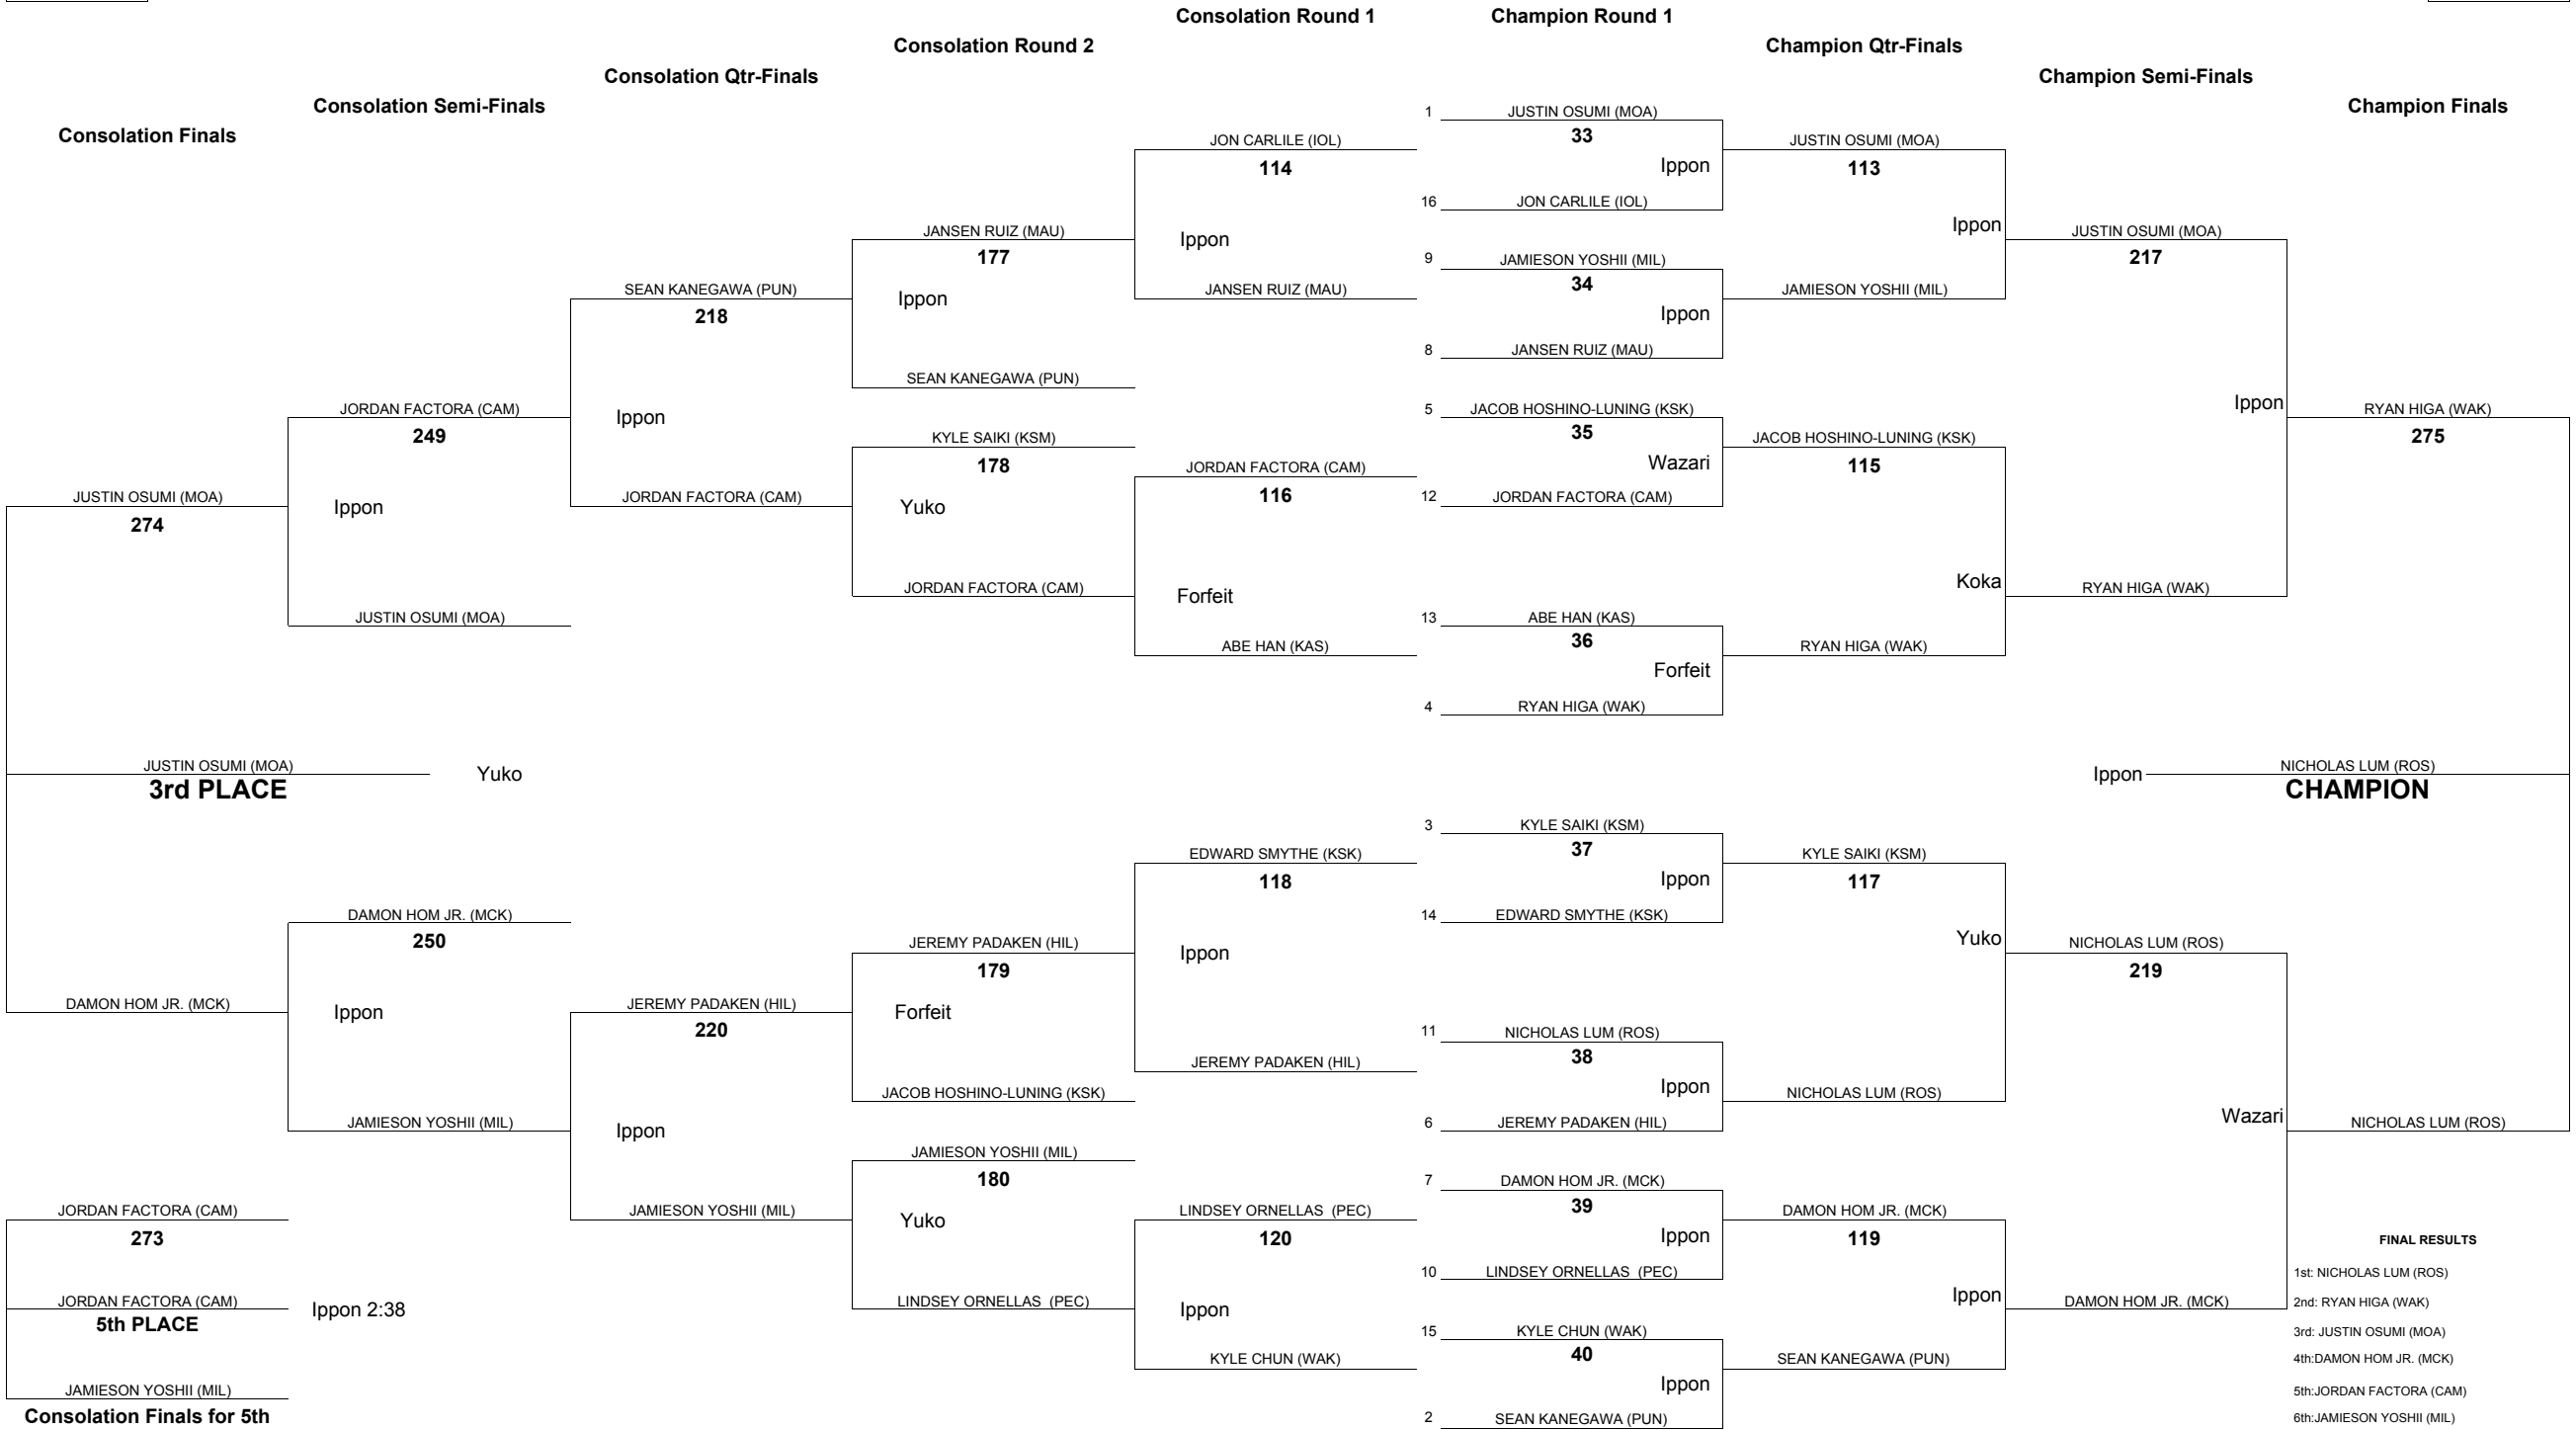 Consolation Round 1
Champion Round 1
Consolation Round 2
Champion Qtr-Finals
Consolation Qtr-Finals
Champion Semi-Finals
Consolation Semi-Finals
Champion Finals
Consolation Finals
JUSTIN OSUMI (MOA)
274
DAMON HOM JR. (MCK)
JUSTIN OSUMI (MOA)
3rd PLACE
Yuko
JORDAN FACTORA (CAM)
273
JORDAN FACTORA (CAM)
5th PLACE
Ippon 2:38
JAMIESON YOSHII (MIL)
Consolation Finals for 5th
JORDAN FACTORA (CAM)
249
Ippon
JUSTIN OSUMI (MOA)
DAMON HOM JR. (MCK)
250
Ippon
JAMIESON YOSHII (MIL)
SEAN KANEGAWA (PUN)
218
Ippon
JORDAN FACTORA (CAM)
JEREMY PADAKEN (HIL)
220
Ippon
JAMIESON YOSHII (MIL)
JANSEN RUIZ (MAU)
177
Ippon
SEAN KANEGAWA (PUN)
KYLE SAIKI (KSM)
178
Yuko
JORDAN FACTORA (CAM)
JEREMY PADAKEN (HIL)
179
Forfeit
JACOB HOSHINO-LUNING (KSK)
JAMIESON YOSHII (MIL)
180
Yuko
LINDSEY ORNELLAS (PEC)
JON CARLILE (IOL)
114
Ippon
JANSEN RUIZ (MAU)
JORDAN FACTORA (CAM)
116
Forfeit
ABE HAN (KAS)
EDWARD SMYTHE (KSK)
118
Ippon
JEREMY PADAKEN (HIL)
LINDSEY ORNELLAS (PEC)
120
Ippon
KYLE CHUN (WAK)
1 JUSTIN OSUMI (MOA)
33
Ippon
16 JON CARLILE (IOL)
9 JAMIESON YOSHII (MIL)
34
Ippon
8 JANSEN RUIZ (MAU)
5 JACOB HOSHINO-LUNING (KSK)
35
Wazari
12 JORDAN FACTORA (CAM)
13 ABE HAN (KAS)
36
Forfeit
4 RYAN HIGA (WAK)
3 KYLE SAIKI (KSM)
37
Ippon
14 EDWARD SMYTHE (KSK)
11 NICHOLAS LUM (ROS)
38
Ippon
6 JEREMY PADAKEN (HIL)
7 DAMON HOM JR. (MCK)
39
Ippon
10 LINDSEY ORNELLAS (PEC)
15 KYLE CHUN (WAK)
40
Ippon
2 SEAN KANEGAWA (PUN)
JUSTIN OSUMI (MOA)
113
Ippon
JAMIESON YOSHII (MIL)
JACOB HOSHINO-LUNING (KSK)
115
Koka
RYAN HIGA (WAK)
KYLE SAIKI (KSM)
117
Yuko
NICHOLAS LUM (ROS)
DAMON HOM JR. (MCK)
119
Ippon
SEAN KANEGAWA (PUN)
JUSTIN OSUMI (MOA)
217
Ippon
RYAN HIGA (WAK)
NICHOLAS LUM (ROS)
219
Wazari
DAMON HOM JR. (MCK)
RYAN HIGA (WAK)
275
Ippon
NICHOLAS LUM (ROS)
CHAMPION
NICHOLAS LUM (ROS)
FINAL RESULTS
1st: NICHOLAS LUM (ROS)
2nd: RYAN HIGA (WAK)
3rd: JUSTIN OSUMI (MOA)
4th:DAMON HOM JR. (MCK)
5th:JORDAN FACTORA (CAM)
6th:JAMIESON YOSHII (MIL)